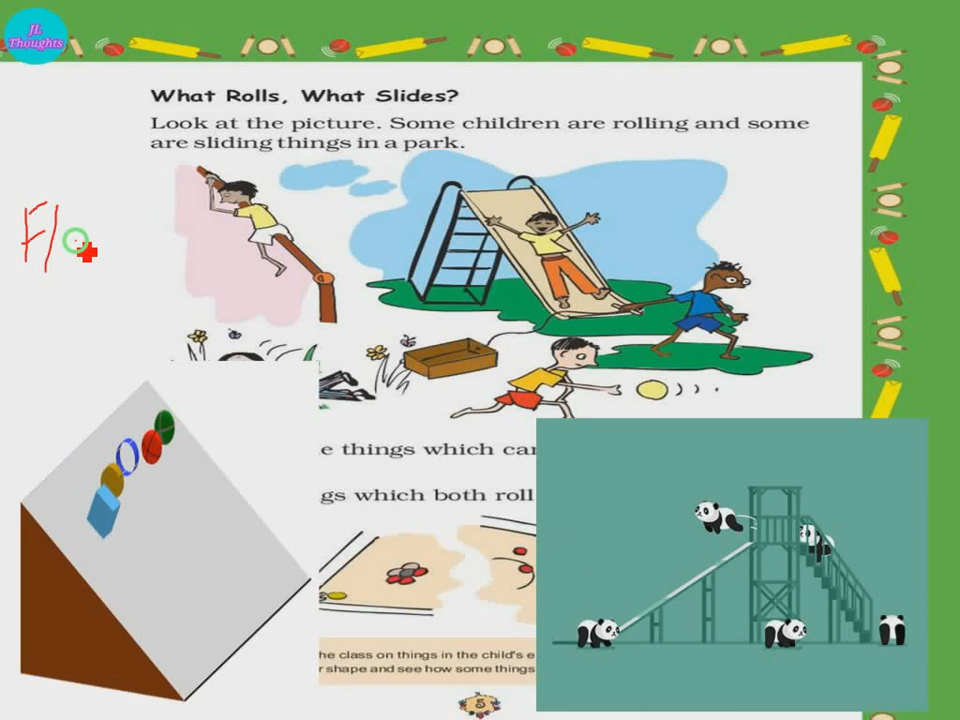 JL
Thoughts
What Rolls, What Slides?
Look at the picture. Some children are rolling and some
are sliding things in a park.
Fl
e things which can
gs which both roll
he class on things in the child's e
r shape and see how some things
5